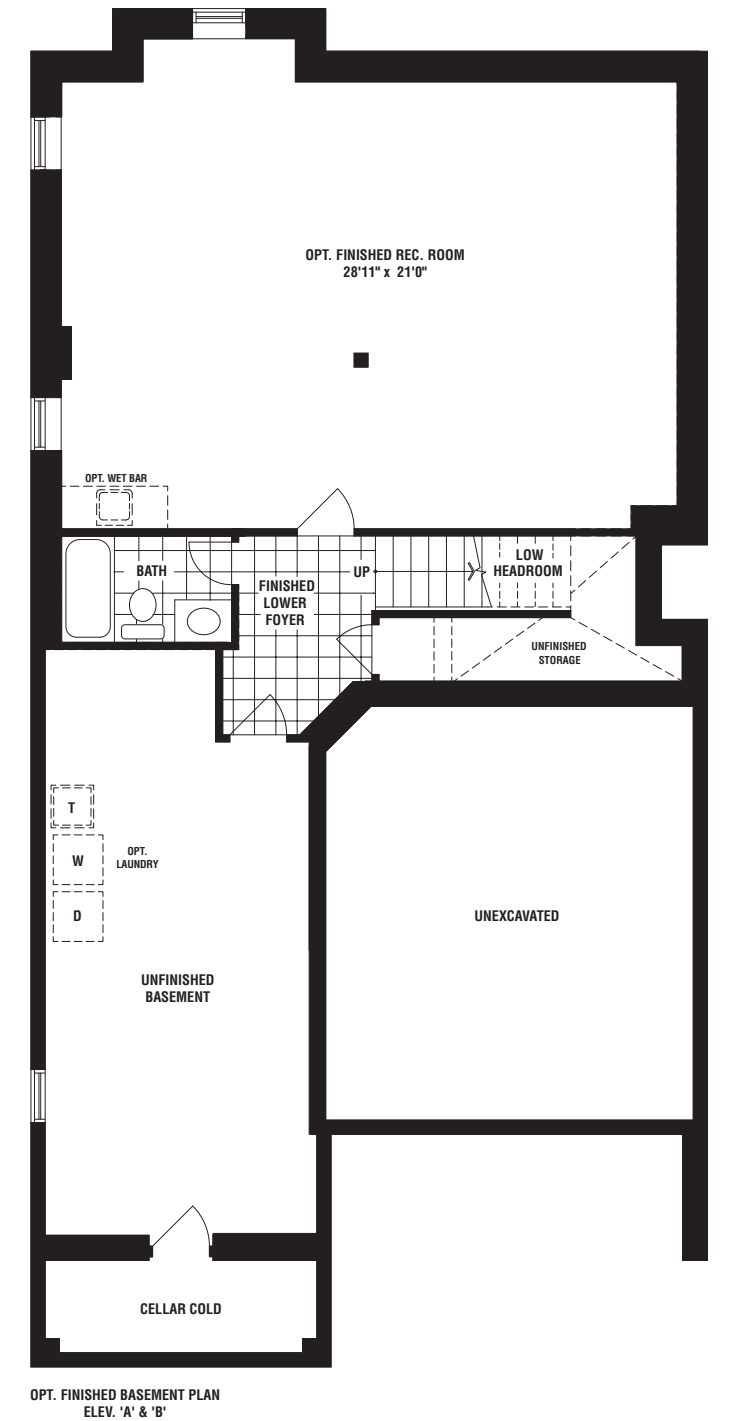 OPT. FINISHED REC. ROOM
28'11" x 21'0"
OPT. WET BAR
BATH
FINISHED
LOWER
FOYER
UP
LOW
HEADROOM
UNFINISHED
STORAGE
T
W
D
OPT.
LAUNDRY
UNEXCAVATED
UNFINISHED
BASEMENT
CELLAR COLD
OPT. FINISHED BASEMENT PLAN
ELEV. 'A' & 'B'